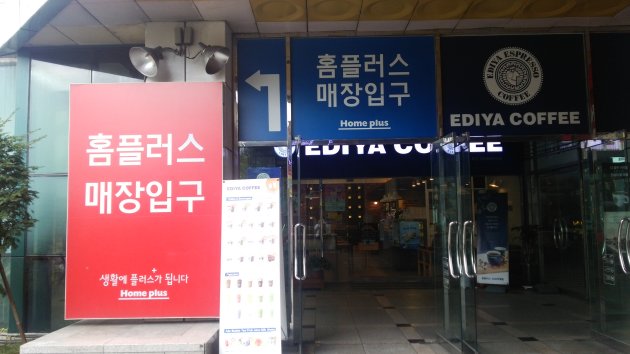 홈플러스
매장입구
생활에 플러스가 됩니다
Home plus
홈플러스
매장입구
Home plus
EDIYA ESPRESSO
COFFEE
EDIYA COFFEE
EDIYA COFFEE
EDIYA COFFEE